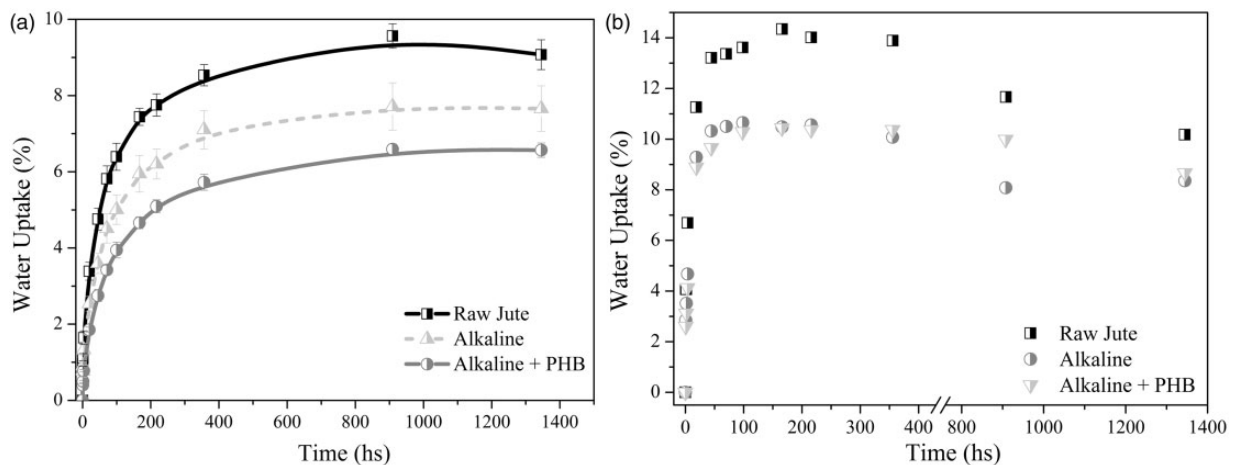 (a)
10
8
6
4
2
0
Water Uptake (%)
0 200 400 600 800 1000 1200 1400
Time (hs)
Raw Jute
Alkaline
Alkaline + PHB
(b)
14
12
10
8
6
4
2
0
Water Uptake (%)
0 100 200 300 400 800 1000 1200 1400
Time (hs)
Raw Jute
Alkaline
Alkaline + PHB